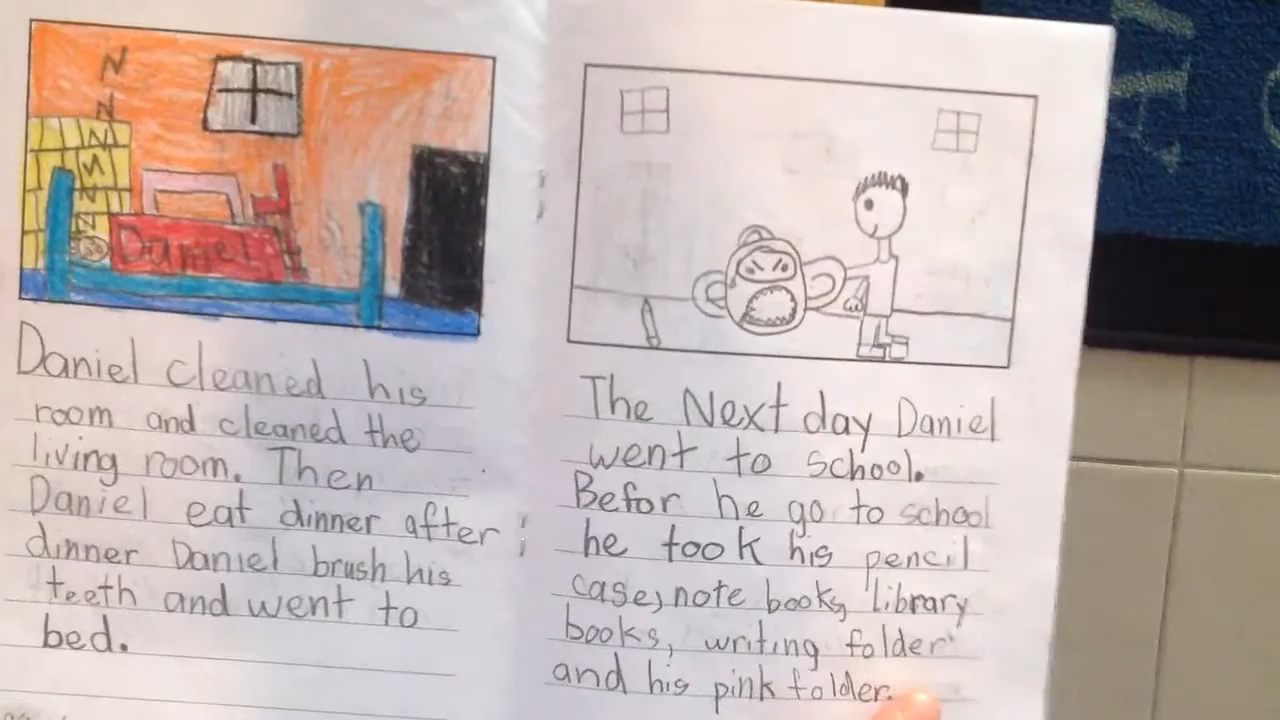 N
N
N
N
N
N
Daniel
Daniel cleaned his
room and cleaned the
living room. Then
Daniel eat dinner after
dinner Daniel brush his
teeth and went to
bed.
The Next day Daniel
went to school.
Befor he go to school
he took his pencil
case, note books, library
books, writing folder
and his pink folder.